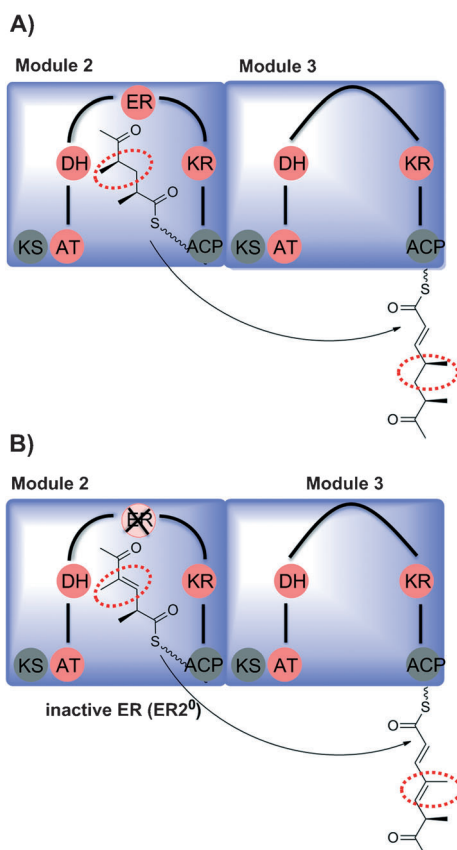 A)
Module 2 Module 3
ER
O
DH KR DH KR
O
S
KS AT ACP KS AT ACP
S
O
O
B)
Module 2 Module 3
ER
O
DH KR DH KR
O
S
KS AT ACP KS AT ACP
inactive ER (ER2⁰)
S
O
O